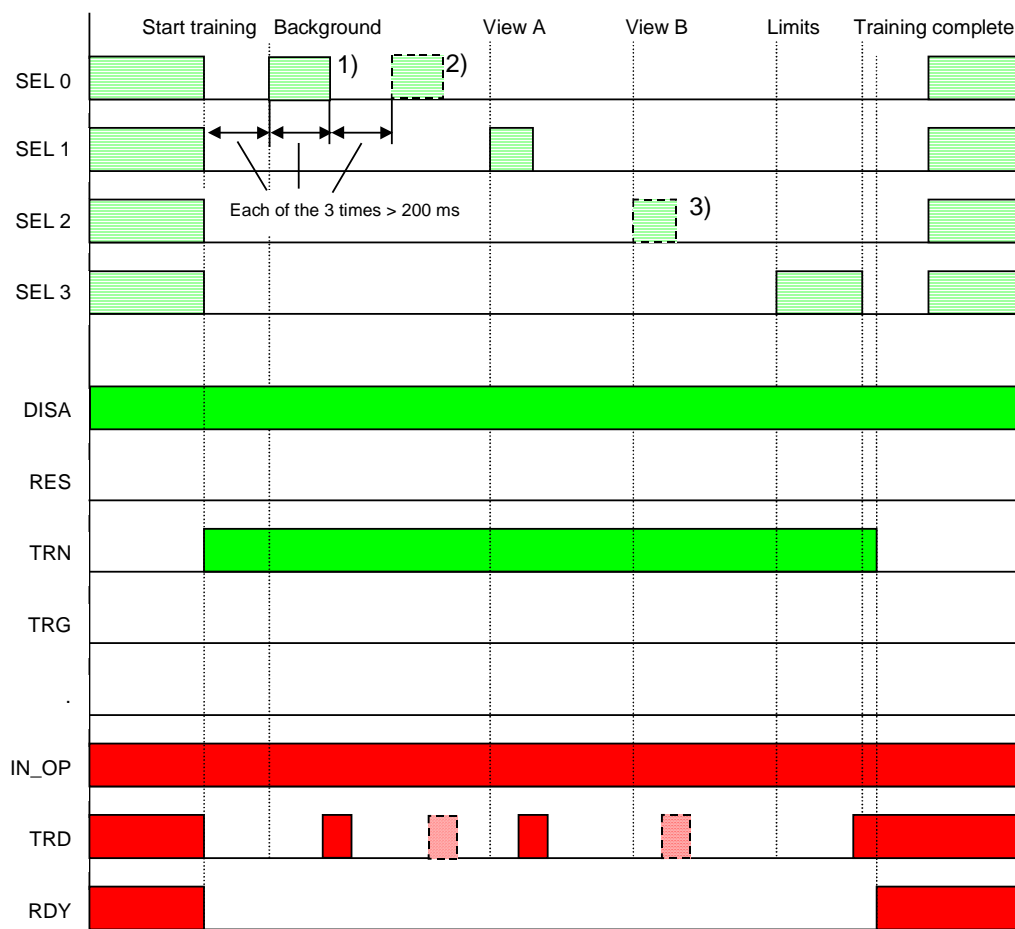 Start training Background View A View B Limits Training complete
SEL 0 1) 2)
SEL 1
Each of the 3 times > 200 ms
SEL 2 3)
SEL 3
DISA
RES
TRN
TRG
.
IN_OP
TRD
RDY